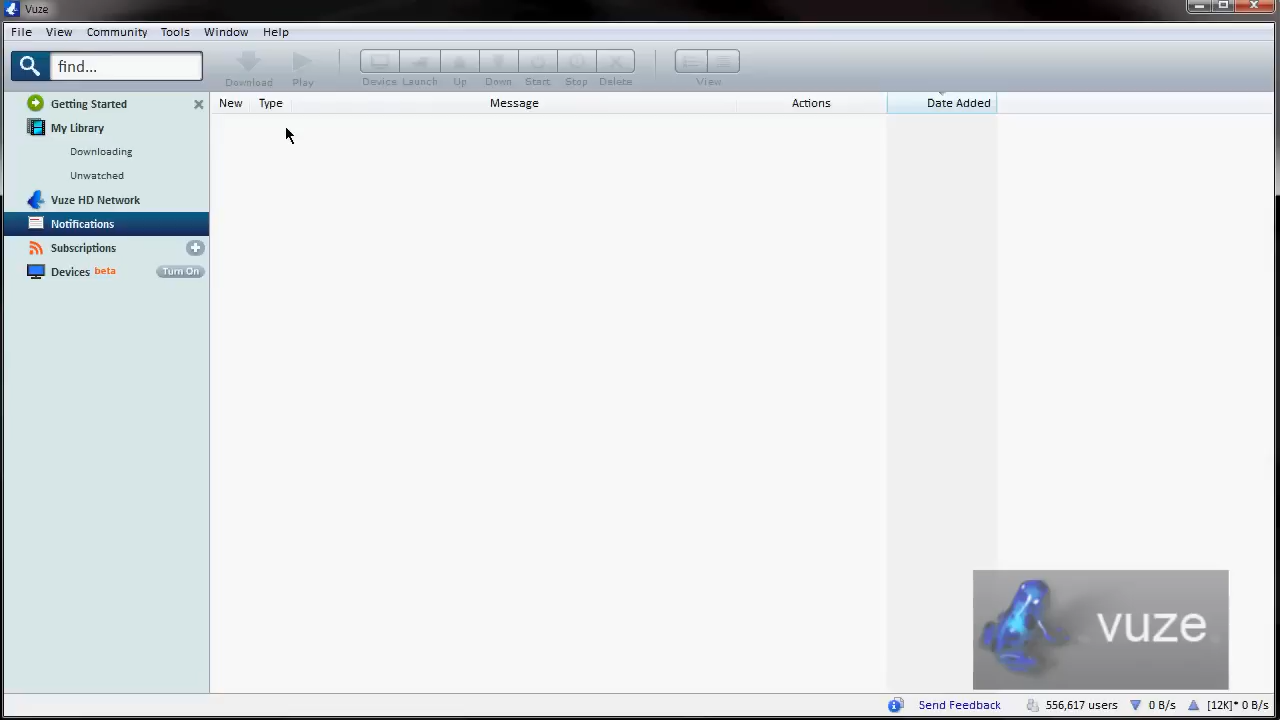 Vuze
File View Community Tools Window Help
find...
Download Play Device Launch Up Down Start Stop Delete View
Getting Started
My Library
Downloading
Unwatched
Vuze HD Network
Notifications
Subscriptions
Devices beta Turn On
New Type Message Actions Date Added
vuze
Send Feedback 556,617 users 0 B/s [12K]* 0 B/s